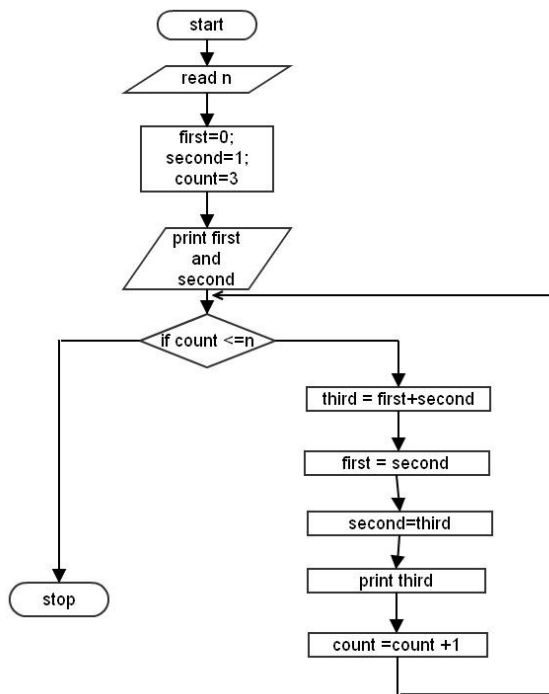 start
read n
first=0;
second=1;
count=3
print first
and
second
if count <=n
third = first+second
first = second
second=third
print third
count =count +1
stop